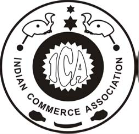 ICA
INDIAN COMMERCE ASSOCIATION